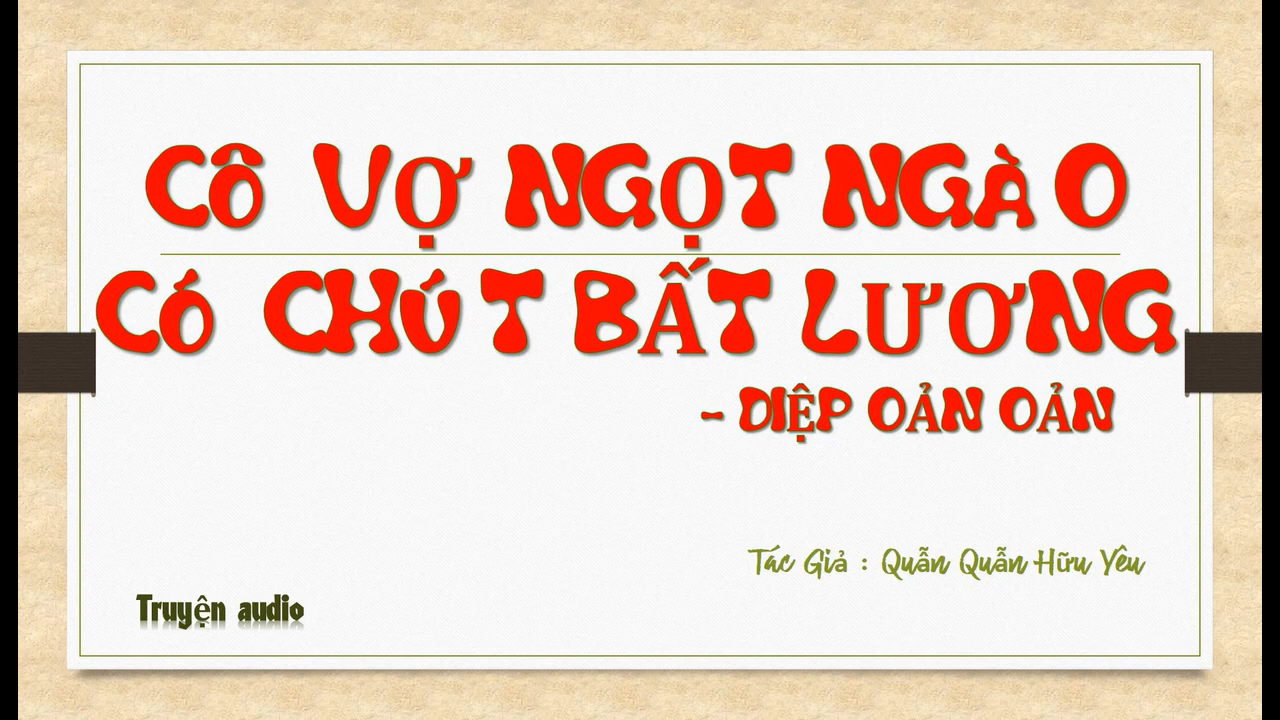 CÔ VỢ NGỌT NGÀO
CÓ CHÚT BẤT LƯƠNG
- DIỆP OẢN OẢN
Tác Giả : Quẫn Quẫn Hữu Yêu
Truyện audio